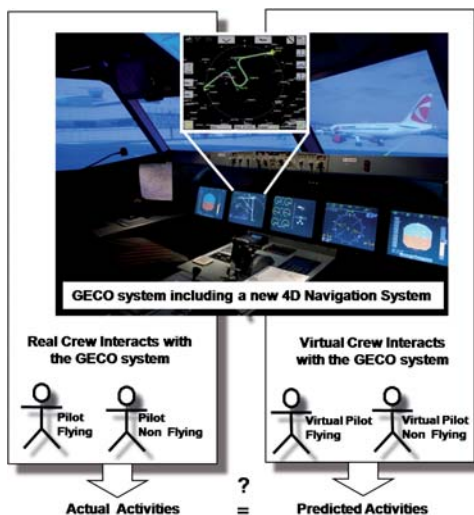 GECO system including a new 4D Navigation System
Real Crew Interacts with
the GECO system
Virtual Crew Interacts
with the GECO system
Pilot
Flying
Pilot
Non Flying
Virtual Pilot
Flying
Virtual Pilot
Non Flying
?
Actual Activities = Predicted Activities